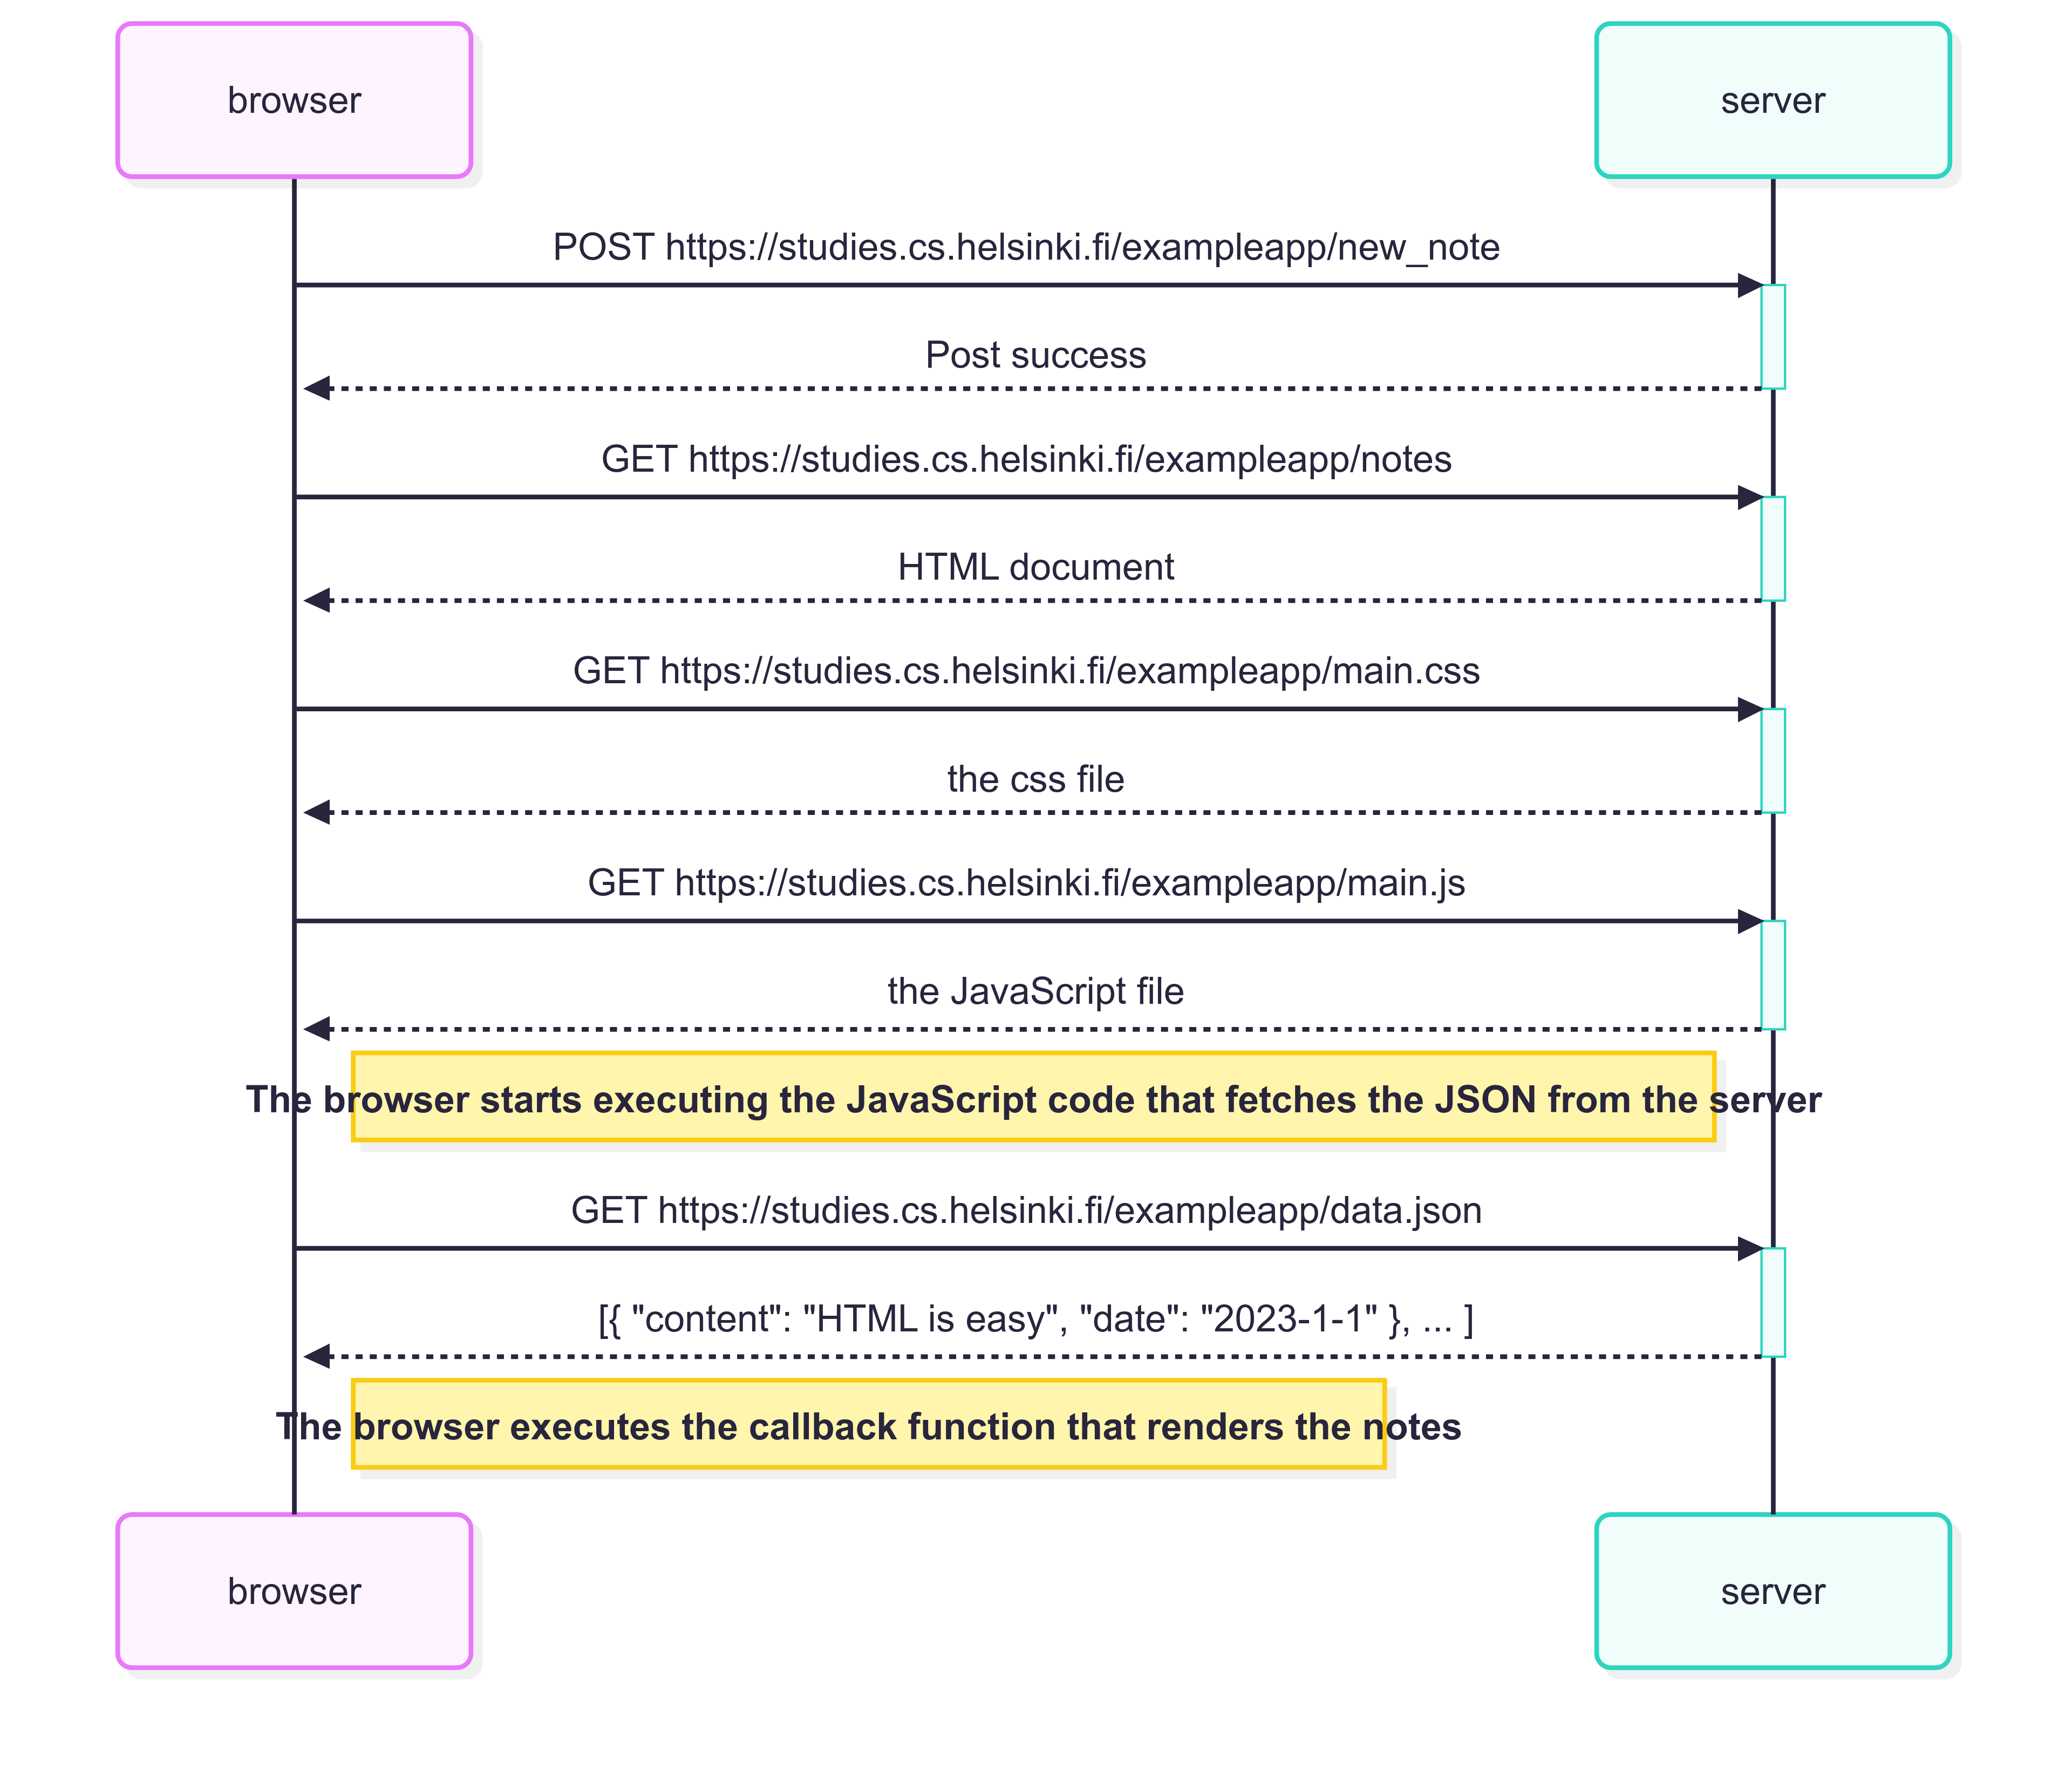 browser
server
POST https://studies.cs.helsinki.fi/exampleapp/new_note
Post success
GET https://studies.cs.helsinki.fi/exampleapp/notes
HTML document
GET https://studies.cs.helsinki.fi/exampleapp/main.css
the css file
GET https://studies.cs.helsinki.fi/exampleapp/main.js
the JavaScript file
The browser starts executing the JavaScript code that fetches the JSON from the server
GET https://studies.cs.helsinki.fi/exampleapp/data.json
[{ "content": "HTML is easy", "date": "2023-1-1" }, ... ]
The browser executes the callback function that renders the notes
browser
server